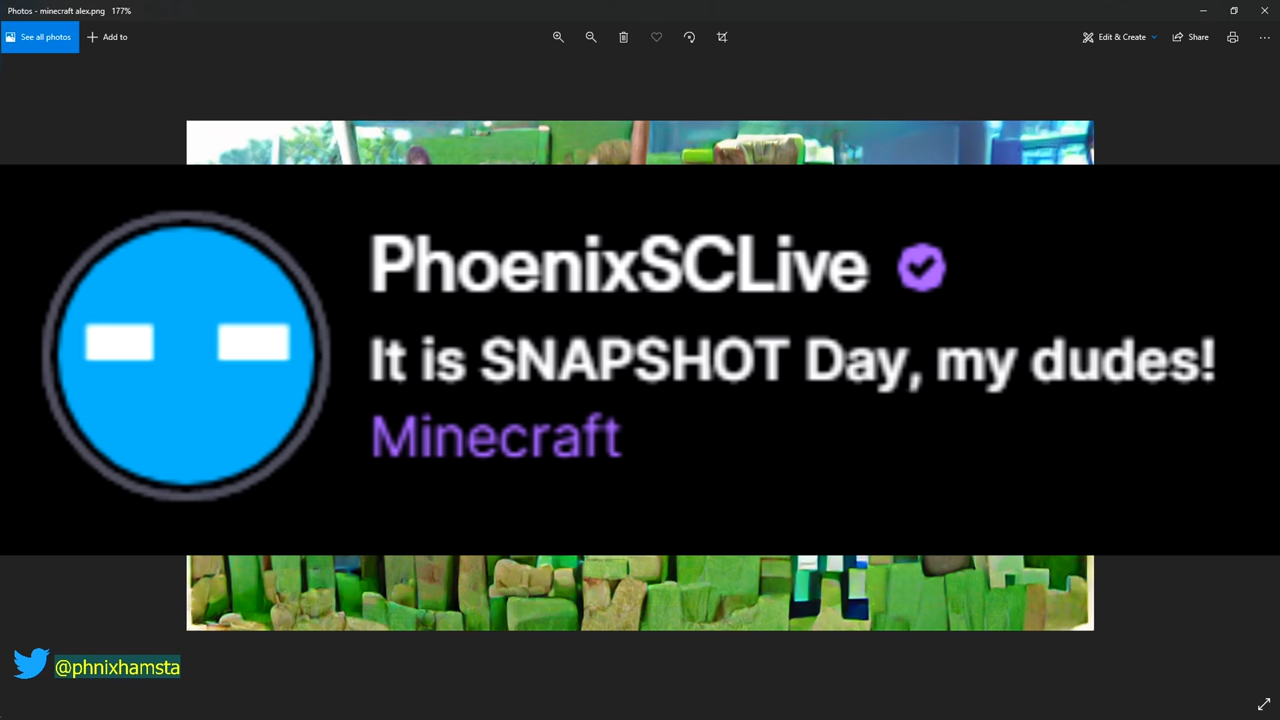 Photos - minecraft alex.png 177%
See all photos
Add to
Edit & Create
Share
PhoenixSCLive
It is SNAPSHOT Day, my dudes!
Minecraft
@phnixhamsta